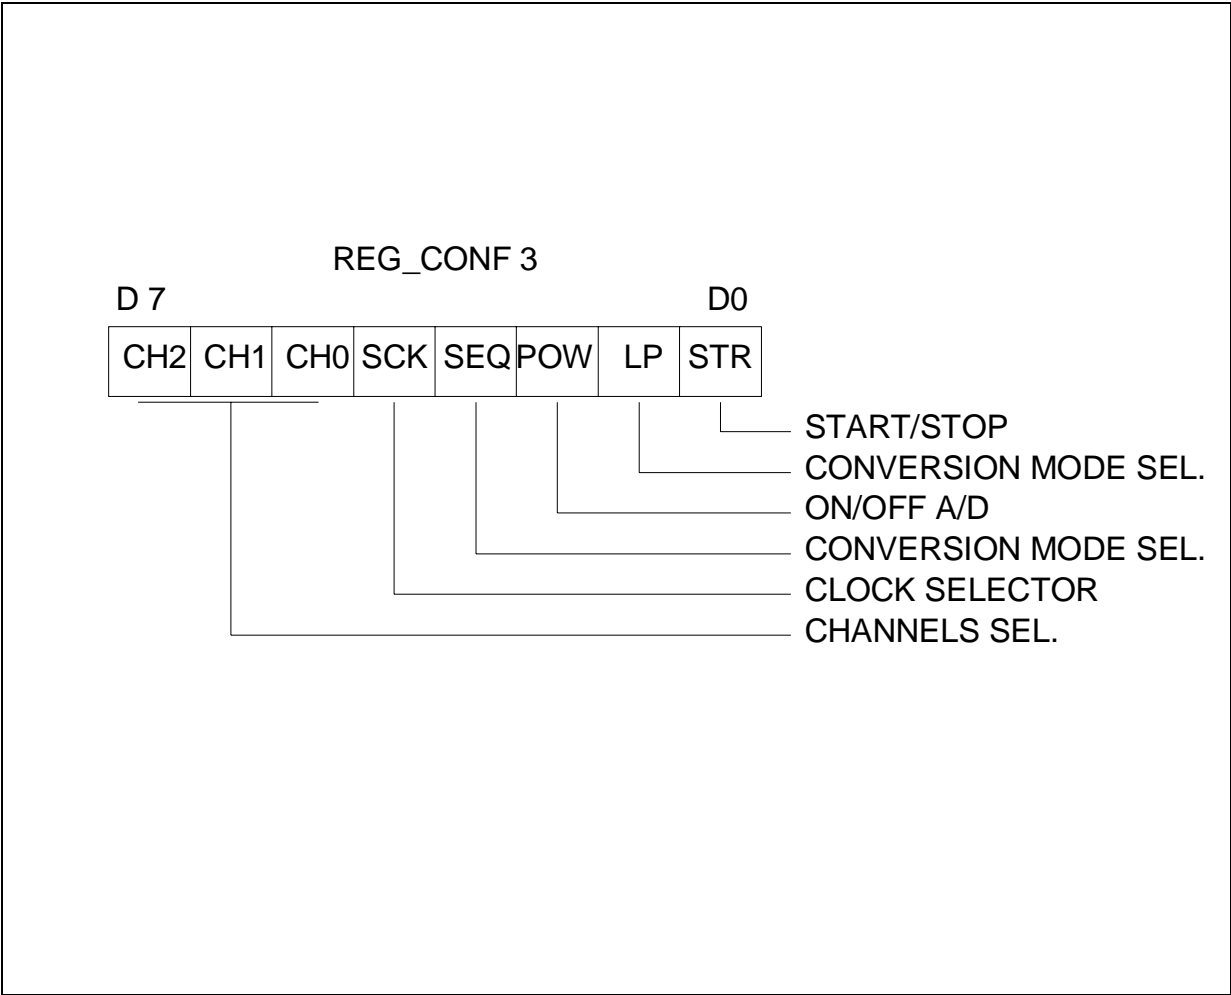 REG_CONF 3
D 7 D0
CH2 CH1 CH0 SCK SEQ POW LP STR
START/STOP
CONVERSION MODE SEL.
ON/OFF A/D
CONVERSION MODE SEL.
CLOCK SELECTOR
CHANNELS SEL.